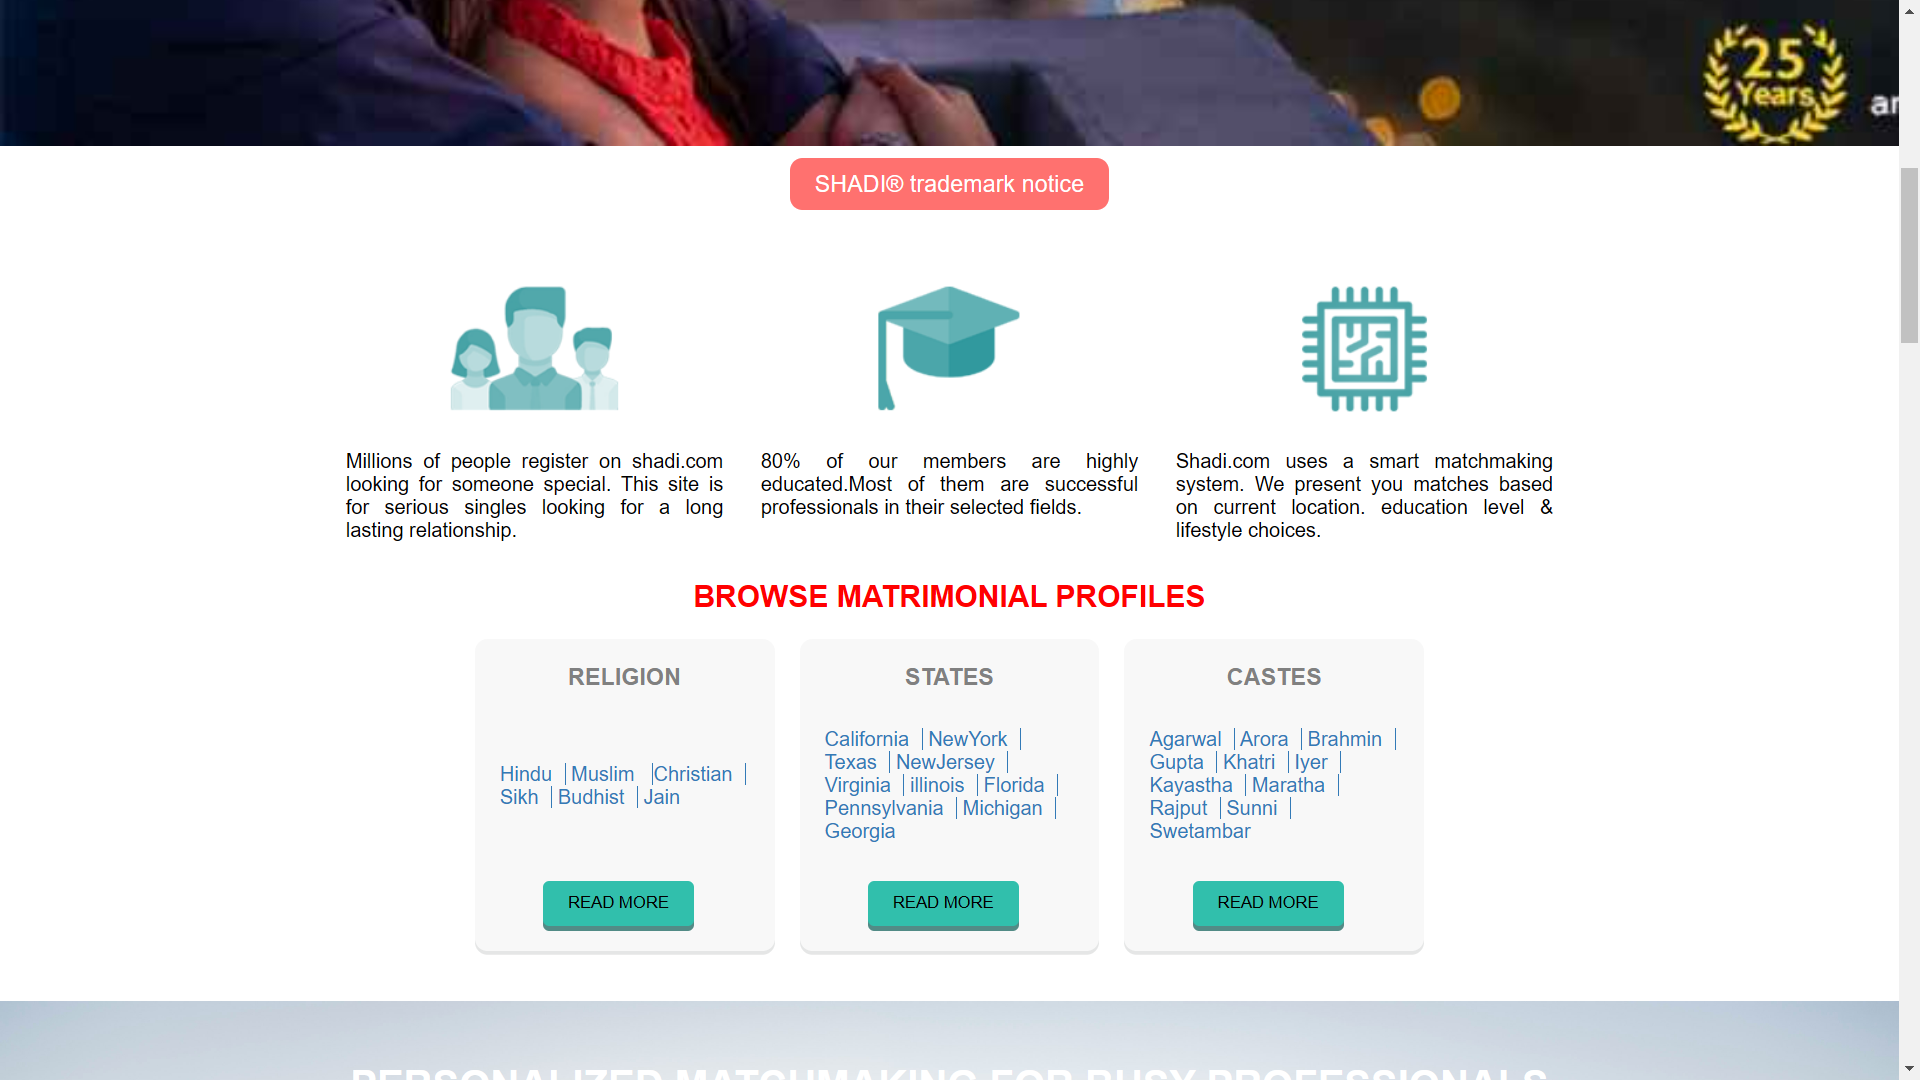 25
Years
SHADI® trademark notice
Millions of people register on shadi.com
looking for someone special. This site is
for serious singles looking for a long
lasting relationship.
80% of our members are highly
educated.Most of them are successful
professionals in their selected fields.
Shadi.com uses a smart matchmaking
system. We present you matches based
on current location. education level &
lifestyle choices.
BROWSE MATRIMONIAL PROFILES
RELIGION
Hindu | Muslim | Christian |
Sikh | Budhist | Jain
READ MORE
STATES
California | NewYork |
Texas | NewJersey |
Virginia | illinois | Florida |
Pennsylvania | Michigan |
Georgia
READ MORE
CASTES
Agarwal | Arora | Brahmin |
Gupta | Khatri | Iyer |
Kayastha | Maratha |
Rajput | Sunni |
Swetambar
READ MORE
PERSONALIZED MATCHMAKING FOR BUSY PROFESSIONALS